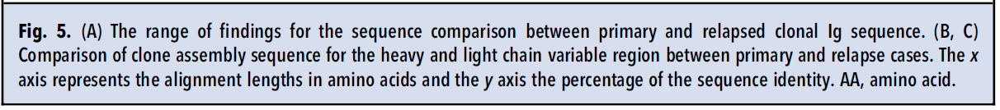 Fig. 5. (A) The range of findings for the sequence comparison between primary and relapsed clonal Ig sequence. (B, C)
Comparison of clone assembly sequence for the heavy and light chain variable region between primary and relapse cases. The x
axis represents the alignment lengths in amino acids and the y axis the percentage of the sequence identity. AA, amino acid.